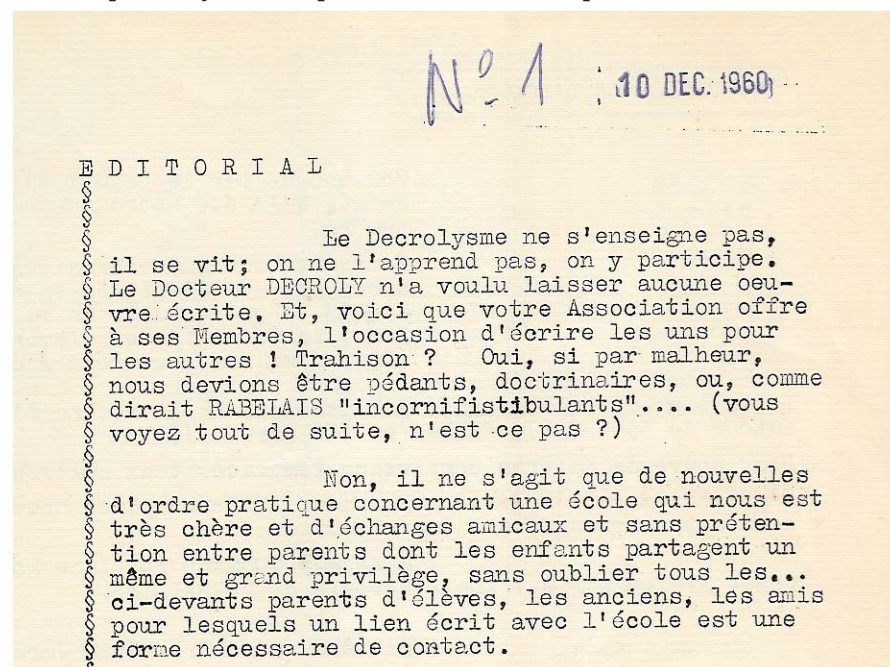 N° 1 10 DEC. 1960
E D I T O R I A L
Le Decrolysme ne s'enseigne pas,
il se vit; on ne l'apprend pas, on y participe.
Le Docteur DECROLY n'a voulu laisser aucune oeu-
vre écrite. Et, voici que votre Association offre
à ses Membres, l'occasion d'écrire les uns pour
les autres ! Trahison ? Oui, si par malheur,
nous devions être pédants, doctrinaires, ou, comme
dirait RABELAIS "incornifistibulants".... (vous
voyez tout de suite, n'est ce pas ?)
Non, il ne s'agit que de nouvelles
d'ordre pratique concernant une école qui nous est
très chère et d'échanges amicaux et sans préten-
tion entre parents dont les enfants partagent un
même et grand privilège, sans oublier tous les...
ci-devants parents d'élèves, les anciens, les amis
pour lesquels un lien écrit avec l'école est une
forme nécessaire de contact.